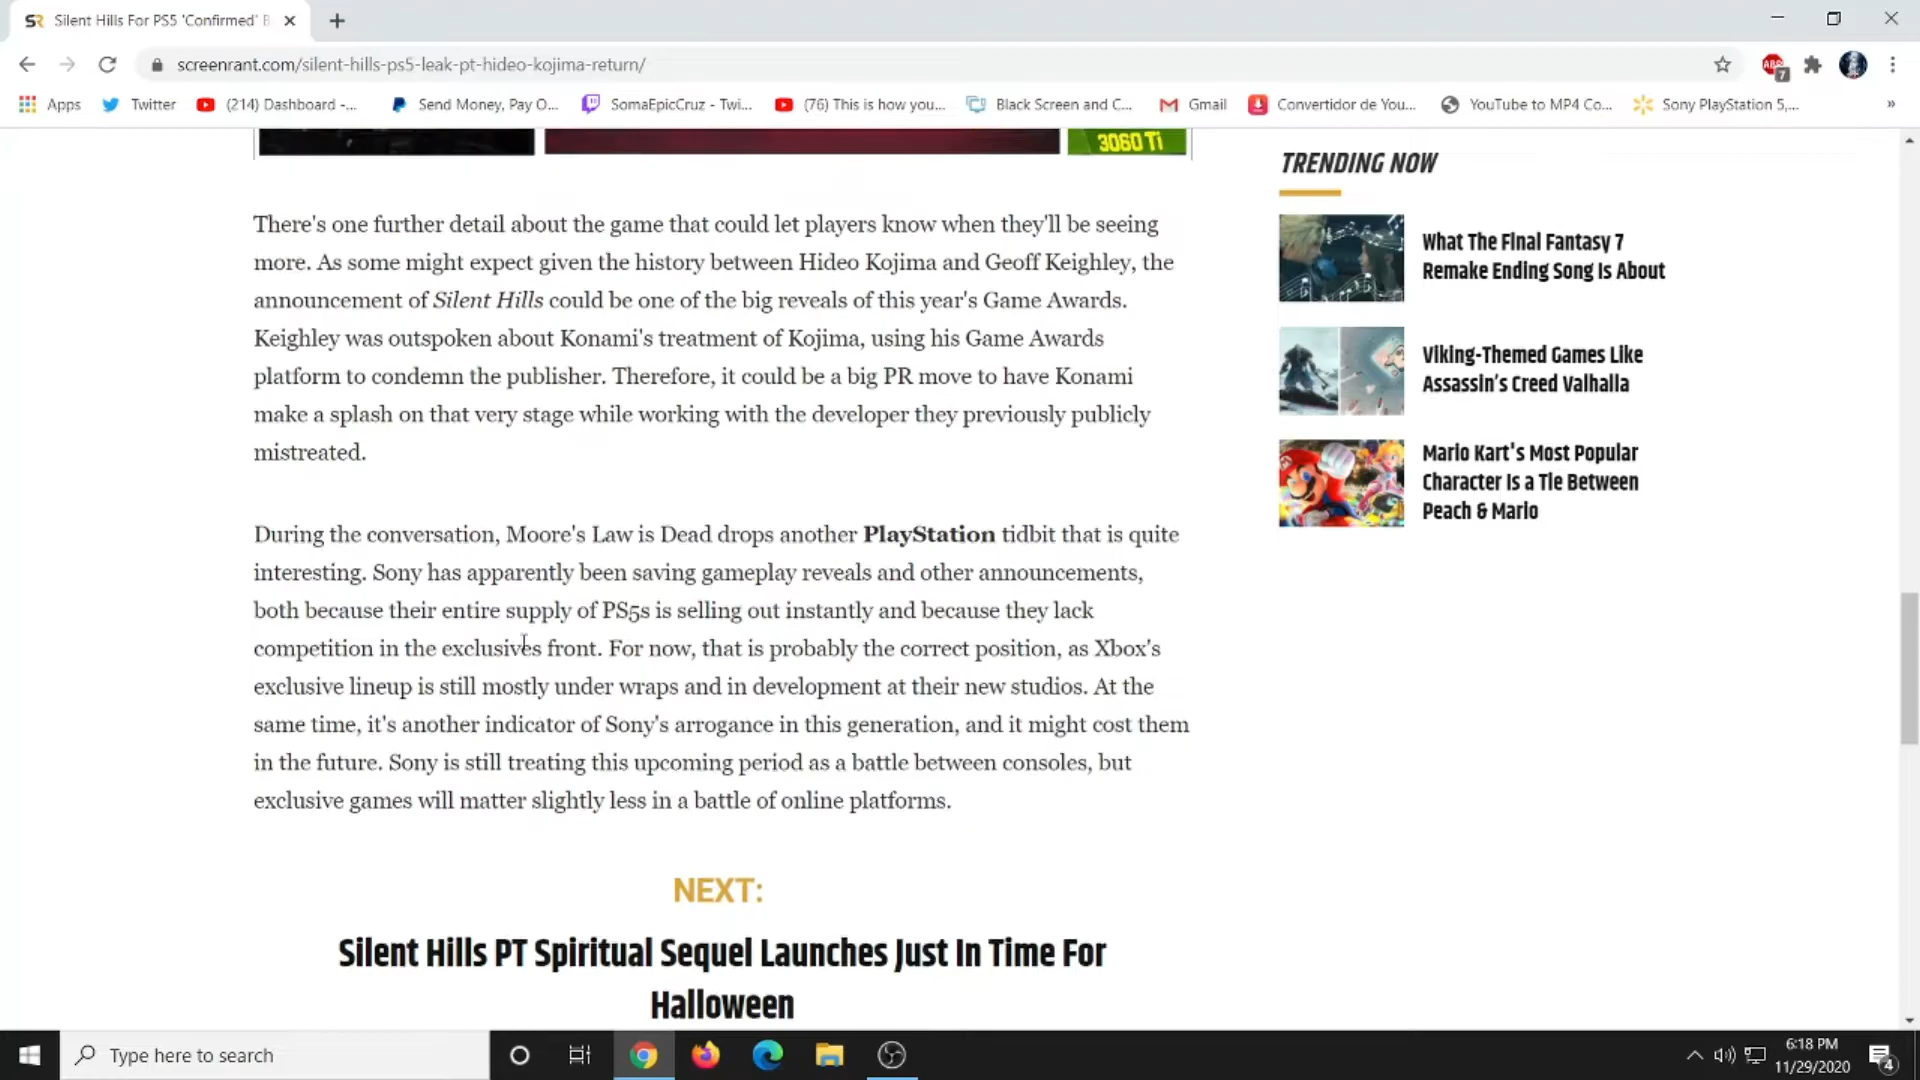 Silent Hills For PS5 'Confirmed' B
screenrant.com/silent-hills-ps5-leak-pt-hideo-kojima-return/
ABP
7
Apps
Twitter
(214) Dashboard -...
Send Money, Pay O...
SomaEpicCruz - Twi...
(76) This is how you...
Black Screen and C...
Gmail
Convertidor de You...
YouTube to MP4 Co...
Sony PlayStation 5,...
»
3060 Ti
There's one further detail about the game that could let players know when they'll be seeing
more. As some might expect given the history between Hideo Kojima and Geoff Keighley, the
announcement of Silent Hills could be one of the big reveals of this year's Game Awards.
Keighley was outspoken about Konami's treatment of Kojima, using his Game Awards
platform to condemn the publisher. Therefore, it could be a big PR move to have Konami
make a splash on that very stage while working with the developer they previously publicly
mistreated.
During the conversation, Moore's Law is Dead drops another PlayStation tidbit that is quite
interesting. Sony has apparently been saving gameplay reveals and other announcements,
both because their entire supply of PS5s is selling out instantly and because they lack
competition in the exclusives front. For now, that is probably the correct position, as Xbox's
exclusive lineup is still mostly under wraps and in development at their new studios. At the
same time, it's another indicator of Sony's arrogance in this generation, and it might cost them
in the future. Sony is still treating this upcoming period as a battle between consoles, but
exclusive games will matter slightly less in a battle of online platforms.
NEXT:
Silent Hills PT Spiritual Sequel Launches Just In Time For
Halloween
TRENDING NOW
What The Final Fantasy 7
Remake Ending Song Is About
Viking-Themed Games Like
Assassin's Creed Valhalla
Mario Kart's Most Popular
Character Is a Tie Between
Peach & Mario
Type here to search
6:18 PM
11/29/2020
4